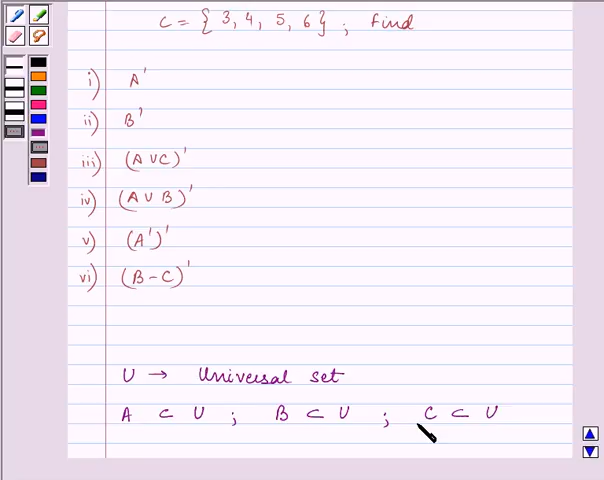 C = { 3, 4, 5, 6 } ; Find
i) A'
ii) B'
iii) (A ∪ C)'
iv) (A ∪ B)'
v) (A')'
vi) (B - C)'
U → Universal set
A ⊂ U ; B ⊂ U ; C ⊂ U